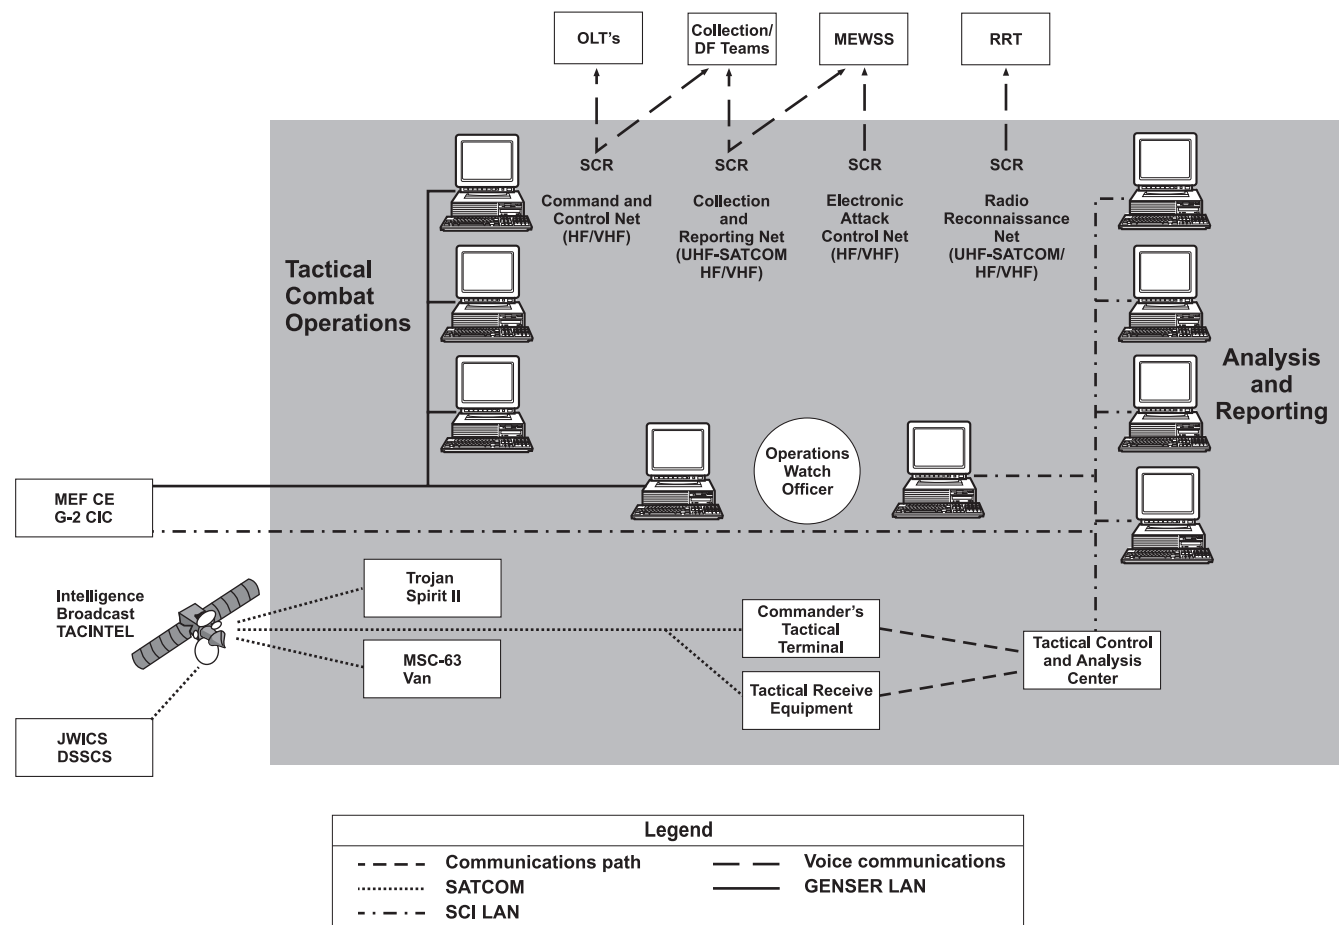 OLT's
Collection/
DF Teams
MEWSS
RRT
SCR
SCR
SCR
SCR
Command and
Control Net
(HF/VHF)
Collection
and
Reporting Net
(UHF-SATCOM
HF/VHF)
Electronic
Attack
Control Net
(HF/VHF)
Radio
Reconnaissance
Net
(UHF-SATCOM/
HF/VHF)
Tactical
Combat
Operations
Analysis
and
Reporting
Operations
Watch
Officer
MEF CE
G-2 CIC
Intelligence
Broadcast
TACINTEL
Trojan
Spirit II
MSC-63
Van
Commander's
Tactical
Terminal
Tactical Receive
Equipment
Tactical Control
and Analysis
Center
JWICS
DSSCS
Legend
Communications path
Voice communications
SATCOM
GENSER LAN
SCI LAN